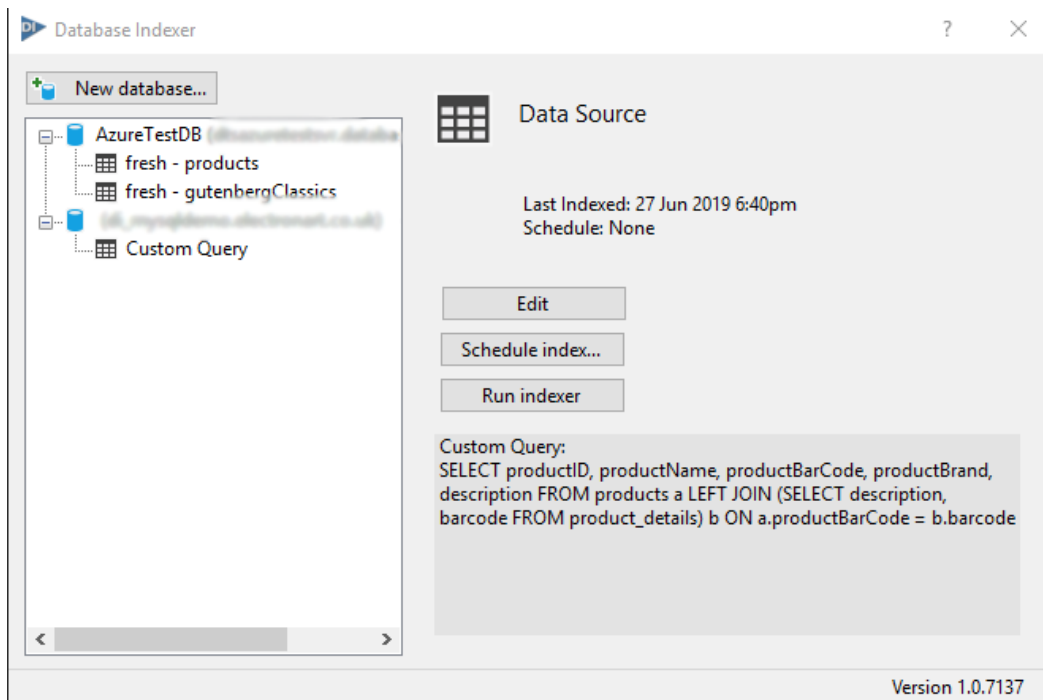 DI
Database Indexer
?
New database...
AzureTestDB
fresh - products
fresh - gutenbergClassics
Custom Query
Data Source
Last Indexed: 27 Jun 2019 6:40pm
Schedule: None
Edit
Schedule index...
Run indexer
Custom Query:
SELECT productID, productName, productBarCode, productBrand,
description FROM products a LEFT JOIN (SELECT description,
barcode FROM product_details) b ON a.productBarCode = b.barcode
Version 1.0.7137